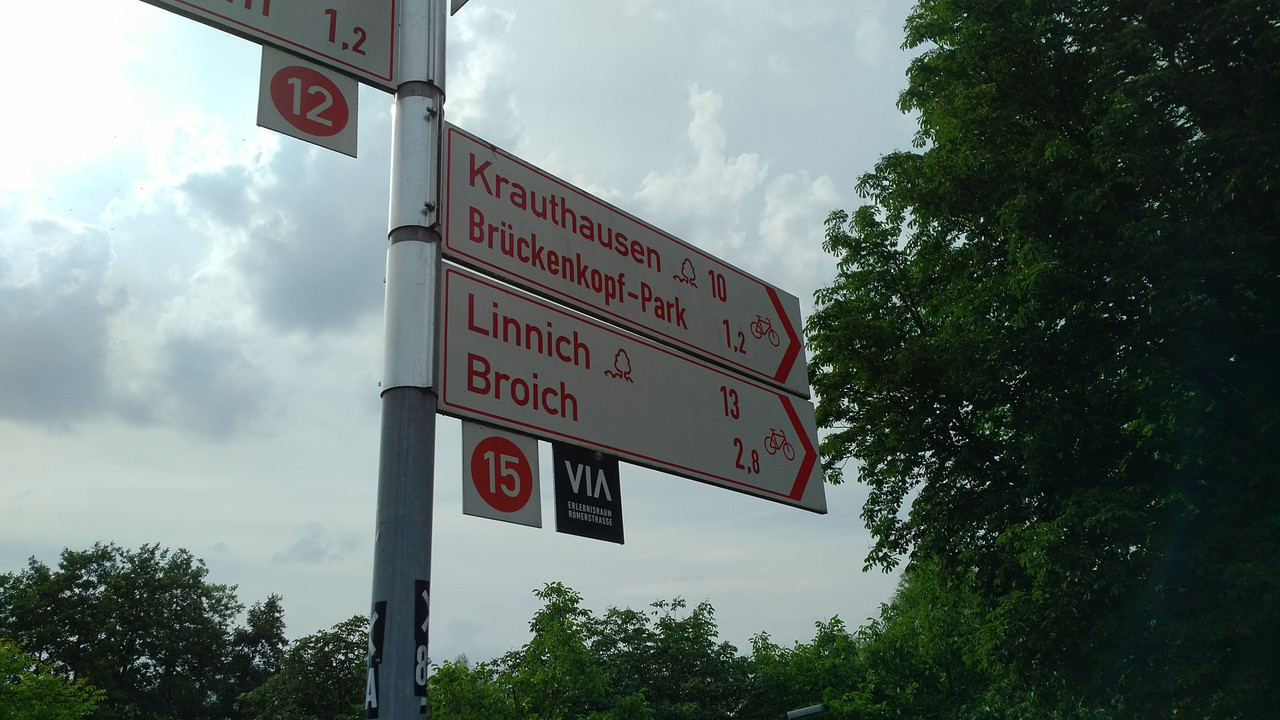 1,2
12
Krauthausen 10
Brückenkopf-Park 1,2
Linnich 13
Broich 2,8
15
VIA
ERLEBNISRAUM
RÖMERSTRASSE